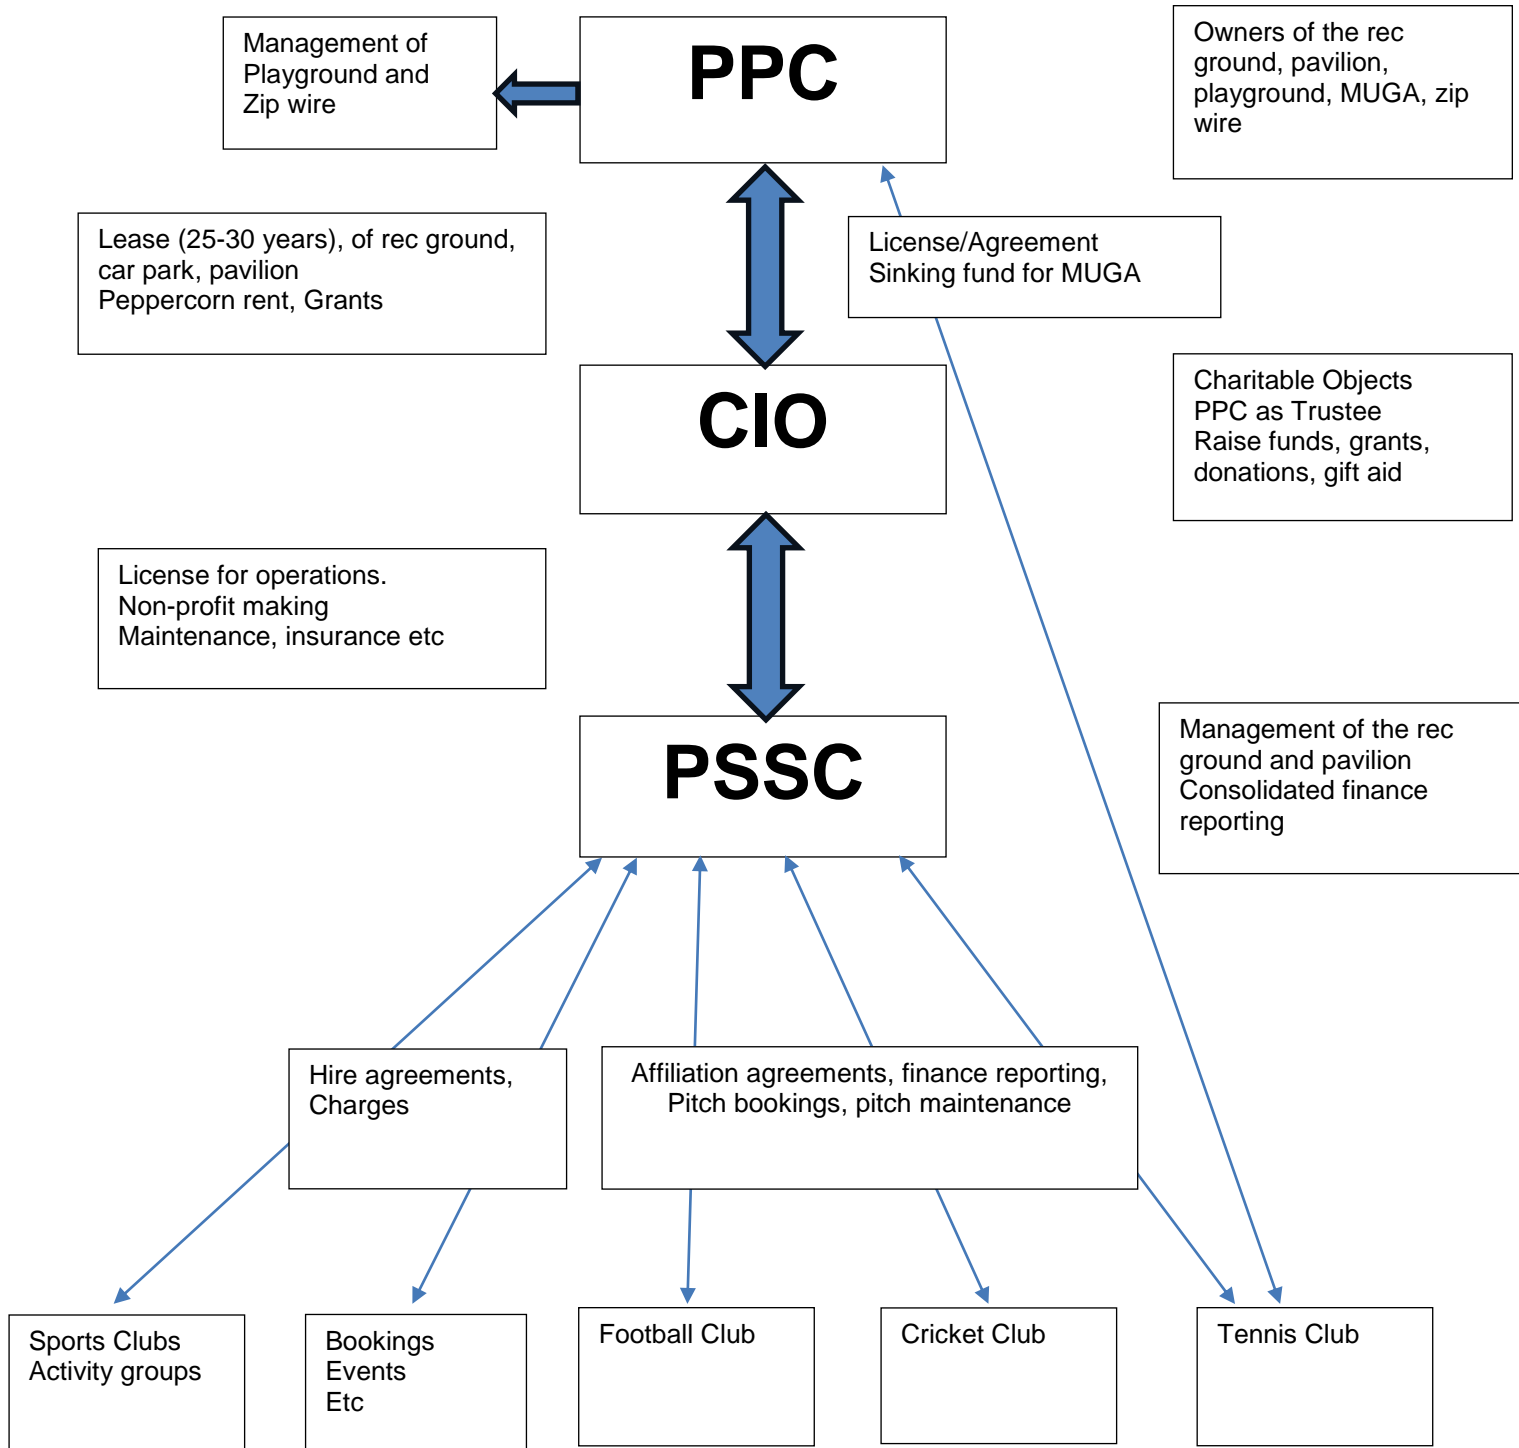 Management of
Playground and
Zip wire
PPC
Owners of the rec
ground, pavilion,
playground, MUGA, zip
wire
Lease (25-30 years), of rec ground,
car park, pavilion
Peppercorn rent, Grants
License/Agreement
Sinking fund for MUGA
CIO
Charitable Objects
PPC as Trustee
Raise funds, grants,
donations, gift aid
License for operations.
Non-profit making
Maintenance, insurance etc
PSSC
Management of the rec
ground and pavilion
Consolidated finance
reporting
Hire agreements,
Charges
Affiliation agreements, finance reporting,
Pitch bookings, pitch maintenance
Sports Clubs
Activity groups
Bookings
Events
Etc
Football Club
Cricket Club
Tennis Club